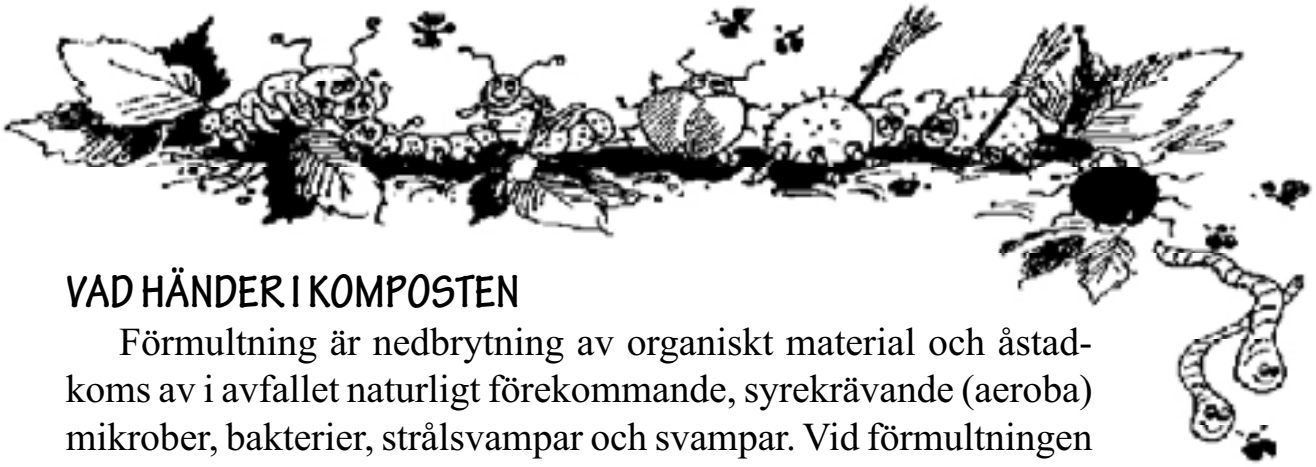 VAD HÄNDER I KOMPOSTEN
Förmultning är nedbrytning av organiskt material och åstad-
koms av i avfallet naturligt förekommande, syrekrävande (aeroba)
mikrober, bakterier, strålsvampar och svampar. Vid förmultningen